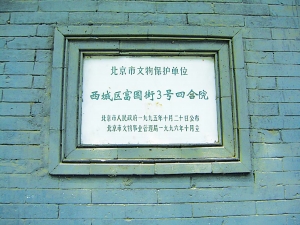 北京市文物保护单位
西城区富国街3号四合院
北京市人民政府一九九五年十月二十日公布
北京市文物事业管理局一九九六年十月立